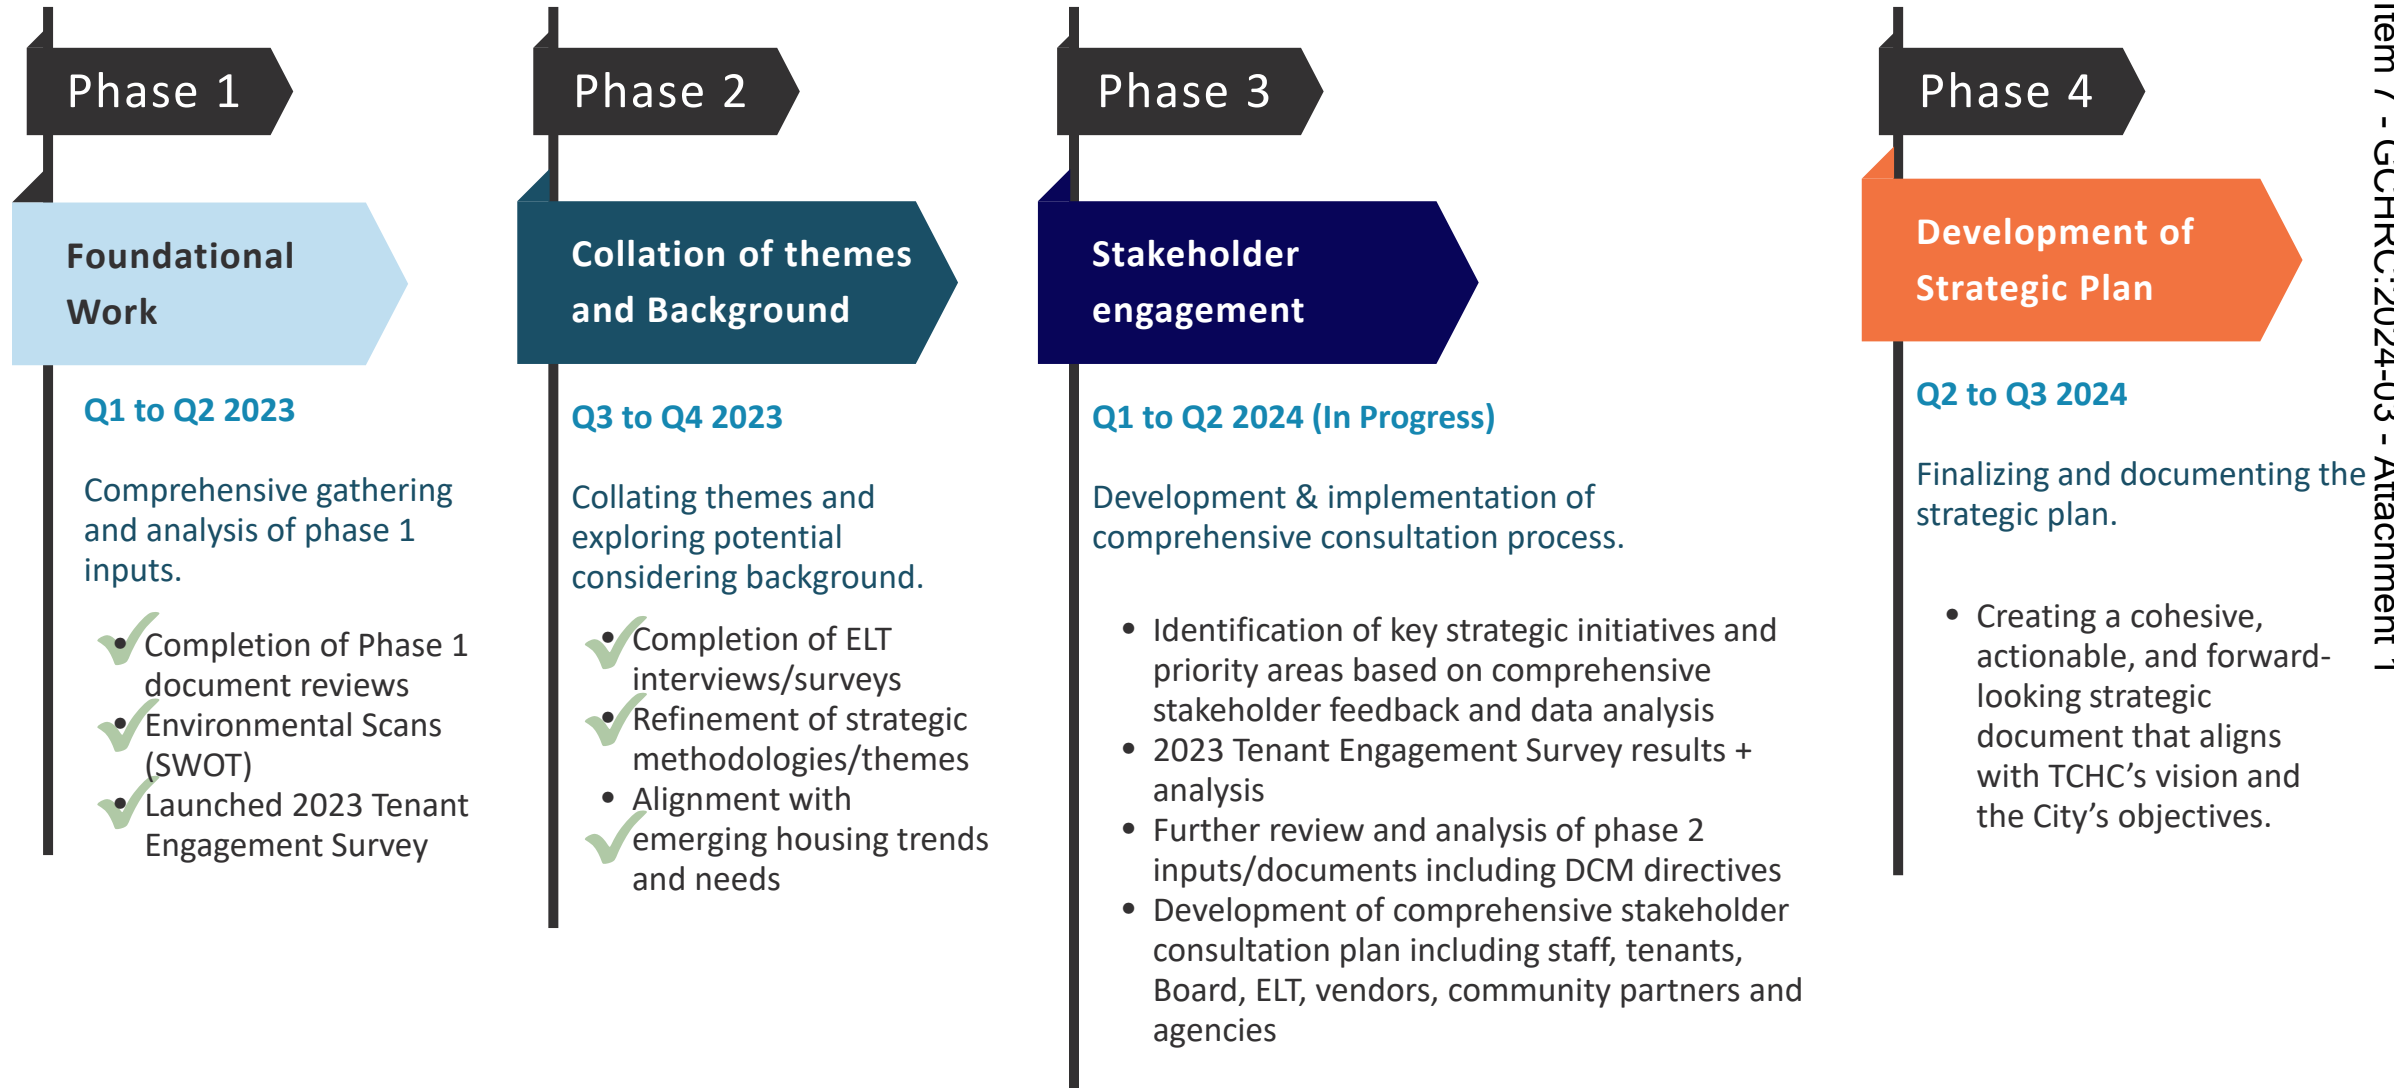 Phase 1
Foundational
Work
Q1 to Q2 2023
Comprehensive gathering
and analysis of phase 1
inputs.
• Completion of Phase 1
document reviews
• Environmental Scans
(SWOT)
• Launched 2023 Tenant
Engagement Survey
Phase 2
Collation of themes
and Background
Q3 to Q4 2023
Collating themes and
exploring potential
considering background.
• Completion of ELT
interviews/surveys
• Refinement of strategic
methodologies/themes
• Alignment with
emerging housing trends
and needs
Phase 3
Stakeholder
engagement
Q1 to Q2 2024 (In Progress)
Development & implementation of
comprehensive consultation process.
• Identification of key strategic initiatives and
priority areas based on comprehensive
stakeholder feedback and data analysis
• 2023 Tenant Engagement Survey results +
analysis
• Further review and analysis of phase 2
inputs/documents including DCM directives
• Development of comprehensive stakeholder
consultation plan including staff, tenants,
Board, ELT, vendors, community partners and
agencies
Phase 4
Development of
Strategic Plan
Q2 to Q3 2024
Finalizing and documenting the
strategic plan.
• Creating a cohesive,
actionable, and forward-
looking strategic
document that aligns
with TCHC’s vision and
the City’s objectives.
Item 7 - GCHRC:2024-03 - Attachment 1